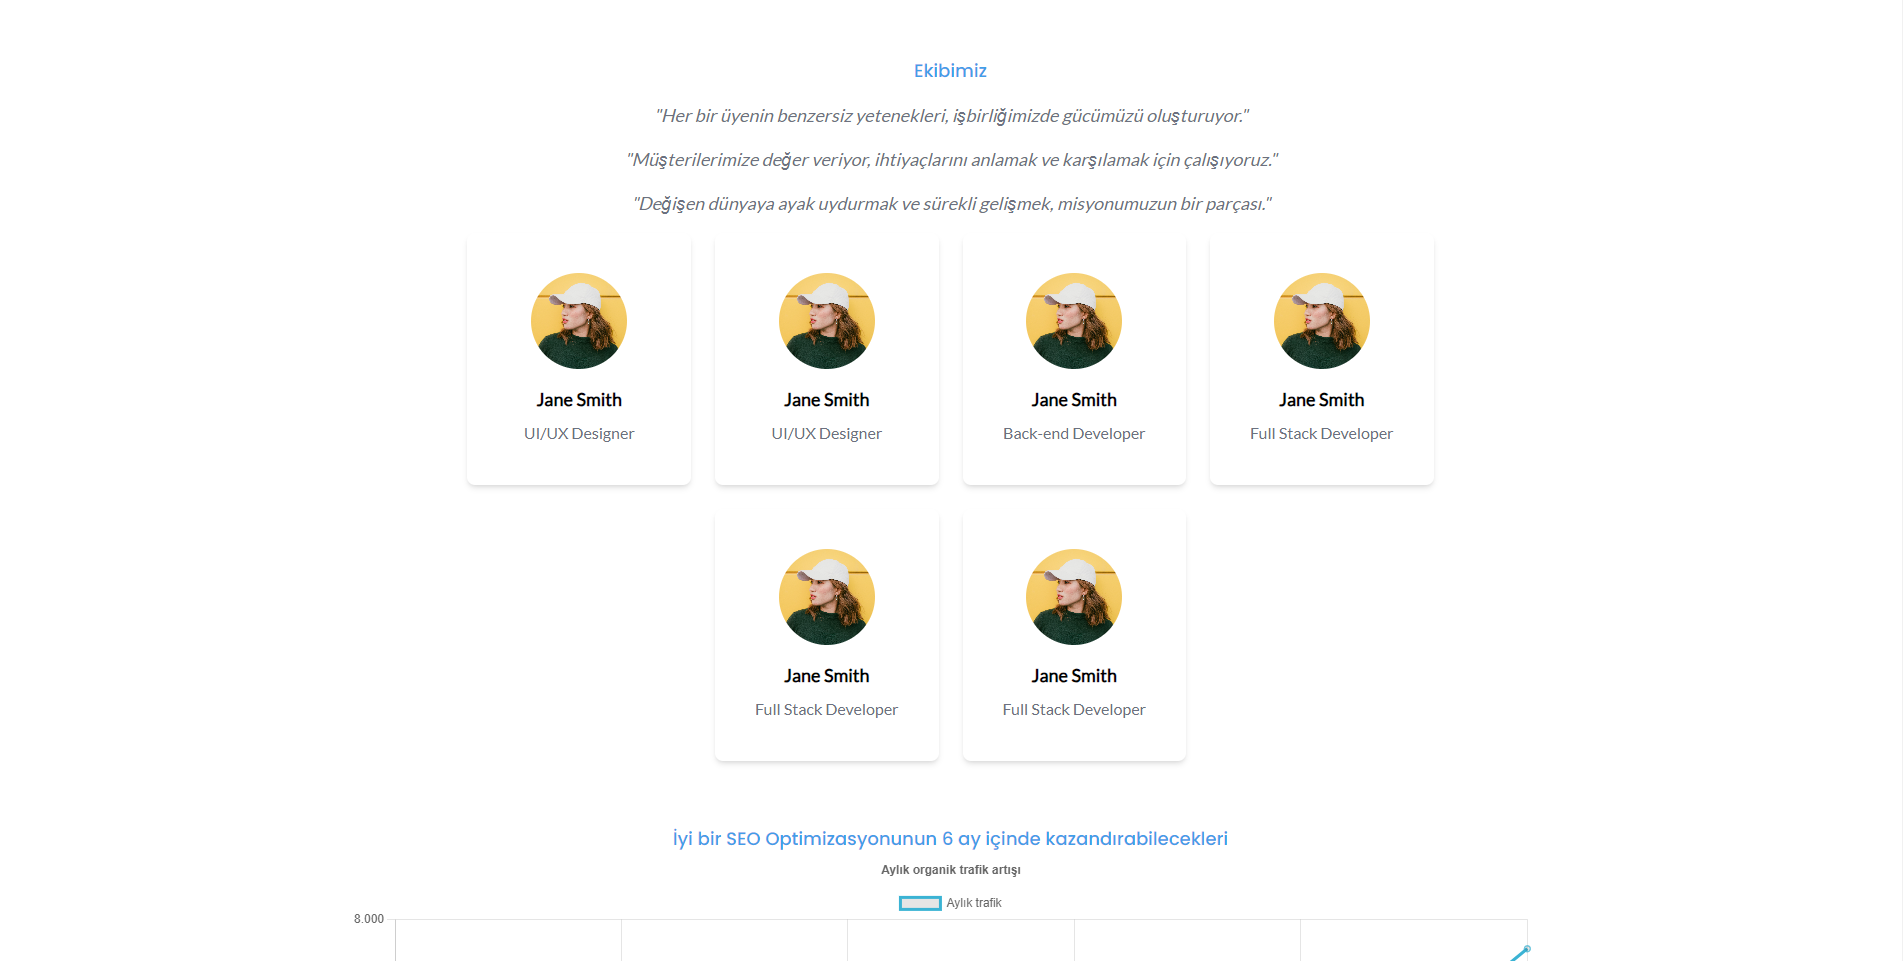 Ekibimiz
"Her bir üyenin benzersiz yetenekleri, işbirliğimizde gücümüzü oluşturuyor."
"Müşterilerimize değer veriyor, ihtiyaçlarını anlamak ve karşılamak için çalışıyoruz."
"Değişen dünyaya ayak uydurmak ve sürekli gelişmek, misyonumuzun bir parçası."
Jane Smith
UI/UX Designer
Jane Smith
UI/UX Designer
Jane Smith
Back-end Developer
Jane Smith
Full Stack Developer
Jane Smith
Full Stack Developer
Jane Smith
Full Stack Developer
İyi bir SEO Optimizasyonunun 6 ay içinde kazandırabilecekleri
Aylık organik trafik artışı
Aylık trafik
8.000